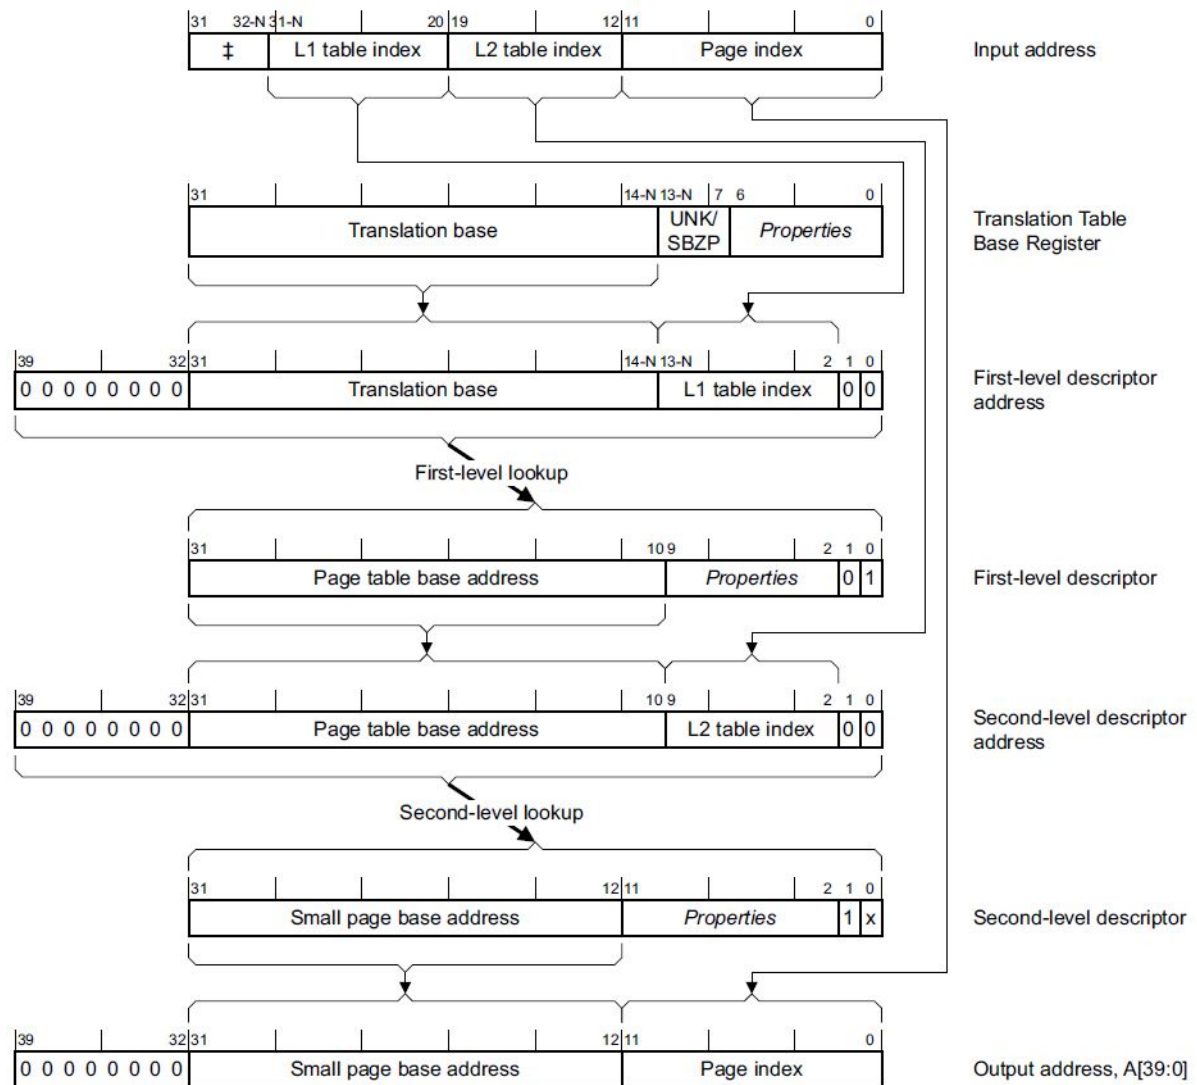 31 32-N 31-N 20 19 12 11 0
‡ L1 table index L2 table index Page index Input address
31 14-N 13-N 7 6 0
Translation base UNK/ SBZP Properties Translation Table Base Register
39 32 31 14-N 13-N 2 1 0
0 0 0 0 0 0 0 0 Translation base L1 table index 0 0 First-level descriptor address
First-level lookup
31 10 9 2 1 0
Page table base address Properties 0 1 First-level descriptor
39 32 31 10 9 2 1 0
0 0 0 0 0 0 0 0 Page table base address L2 table index 0 0 Second-level descriptor address
Second-level lookup
31 12 11 2 1 0
Small page base address Properties 1 x Second-level descriptor
39 32 31 12 11 0
0 0 0 0 0 0 0 0 Small page base address Page index Output address, A[39:0]